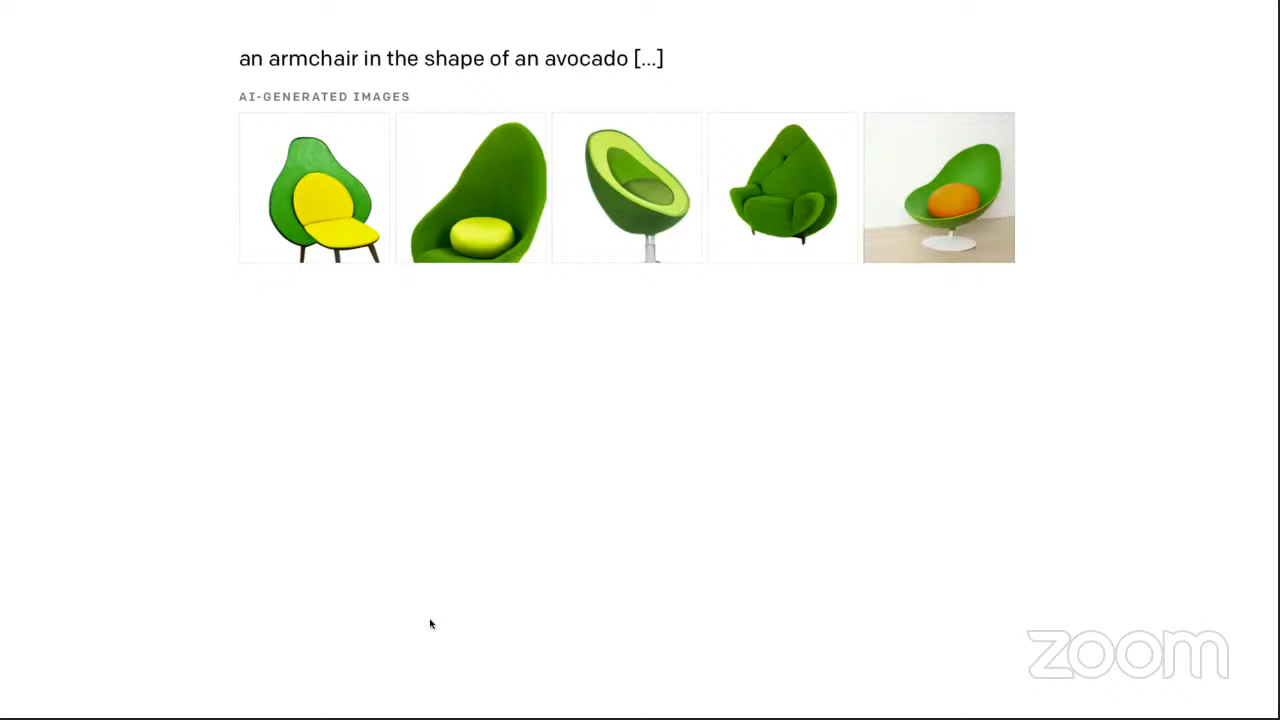 an armchair in the shape of an avocado [...]
AI-GENERATED IMAGES
zoom